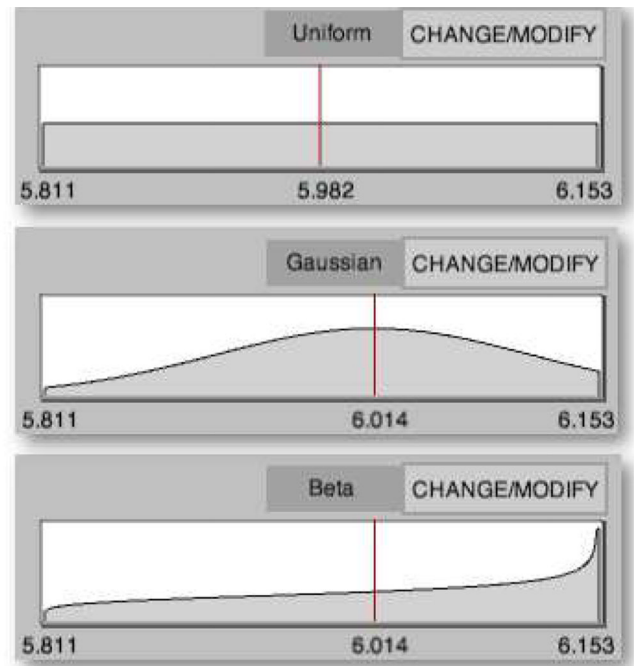 Uniform CHANGE/MODIFY
5.811 5.982 6.153
Gaussian CHANGE/MODIFY
5.811 6.014 6.153
Beta CHANGE/MODIFY
5.811 6.014 6.153